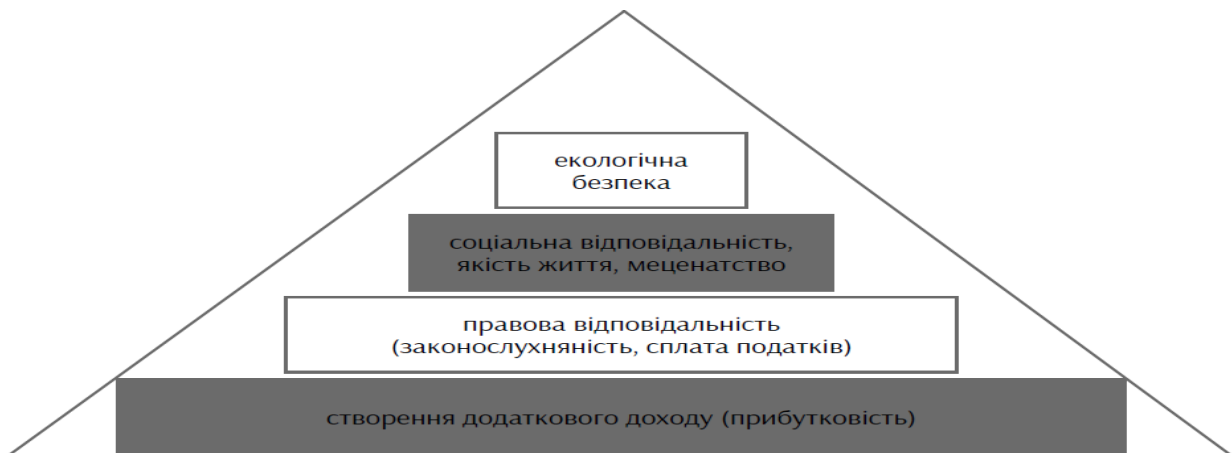 екологічна
безпека
соціальна відповідальність,
якість життя, меценатство
правова відповідальність
(законослухняність, сплата податків)
створення додаткового доходу (прибутковість)